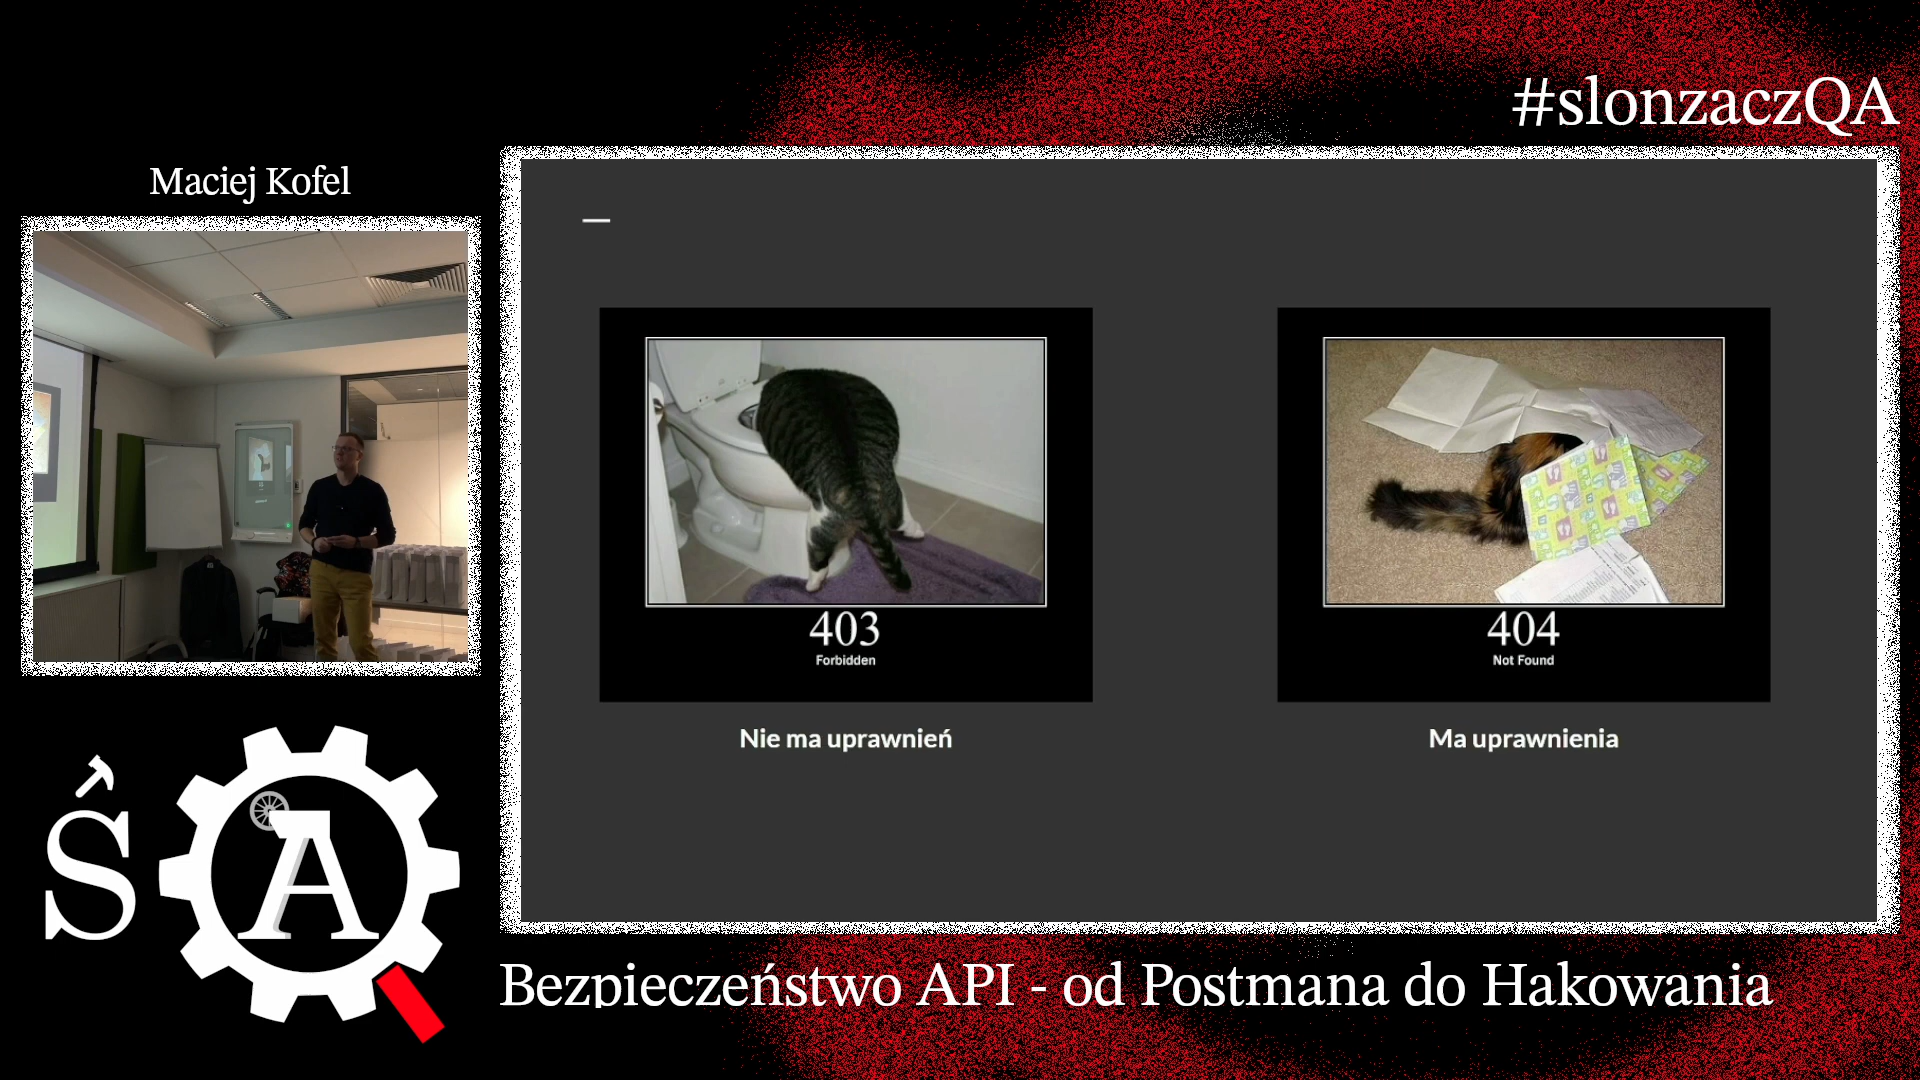 #slonzaczQA
Maciej Kofel
403
Forbidden
Nie ma uprawnień
404
Not Found
Ma uprawnienia
ŚQA
Bezpieczeństwo API - od Postmana do Hakowania